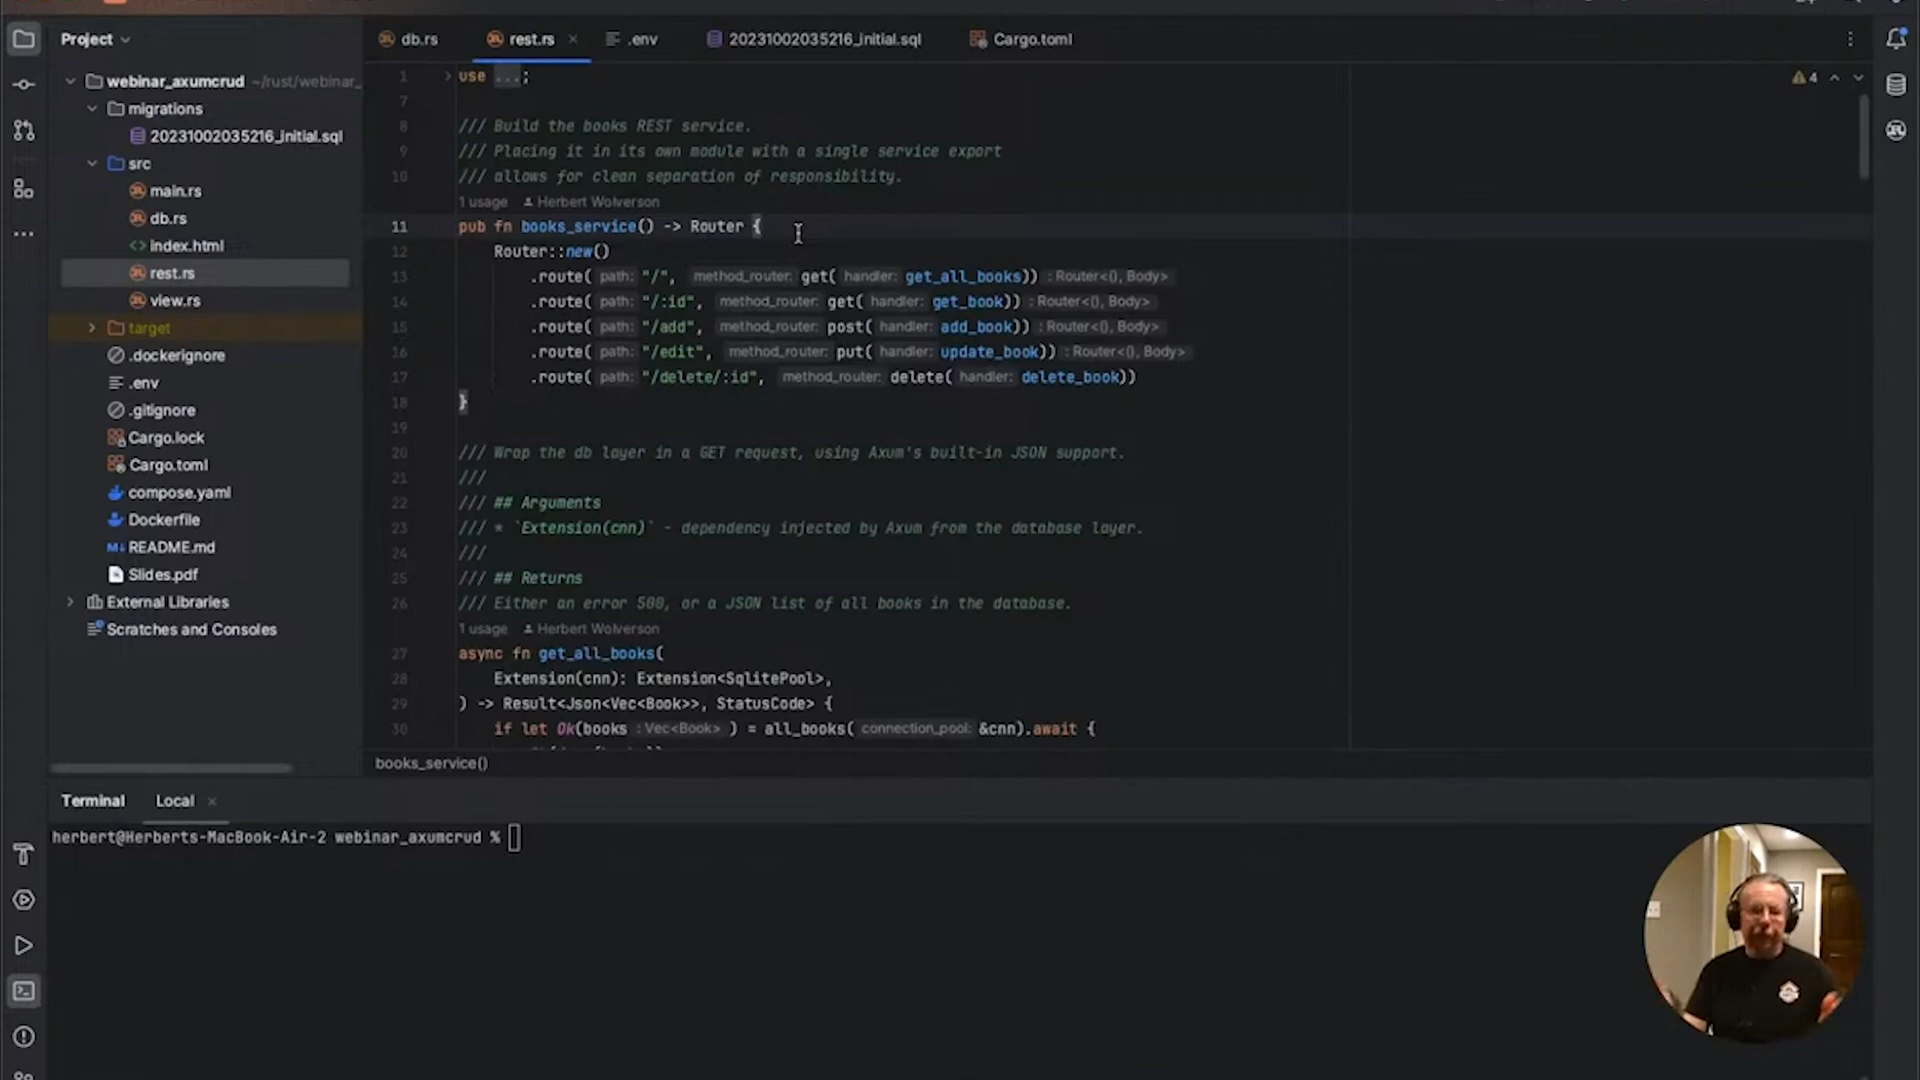 Project
db.rs
rest.rs
.env
20231002035216_initial.sql
Cargo.toml
webinar_axumcrud ~/rust/webinar_
migrations
20231002035216_initial.sql
src
main.rs
db.rs
index.html
rest.rs
view.rs
target
.dockerignore
.env
.gitignore
Cargo.lock
Cargo.toml
compose.yaml
Dockerfile
README.md
Slides.pdf
External Libraries
Scratches and Consoles
4
1 use ...;
7
8 /// Build the books REST service.
9 /// Placing it in its own module with a single service export
10 /// allows for clean separation of responsibility.
1 usage Herbert Wolverson
11 pub fn books_service() -> Router {
12 Router::new()
13 .route( path: "/", method_router: get( handler: get_all_books)) : Router<(), Body>
14 .route( path: "/:id", method_router: get( handler: get_book)) : Router<(), Body>
15 .route( path: "/add", method_router: post( handler: add_book)) : Router<(), Body>
16 .route( path: "/edit", method_router: put( handler: update_book)) : Router<(), Body>
17 .route( path: "/delete/:id", method_router: delete( handler: delete_book))
18 }
19
20 /// Wrap the db layer in a GET request, using Axum's built-in JSON support.
21 ///
22 /// ## Arguments
23 /// * `Extension(cnn)` - dependency injected by Axum from the database layer.
24 ///
25 /// ## Returns
26 /// Either an error 500, or a JSON list of all books in the database.
1 usage Herbert Wolverson
27 async fn get_all_books(
28 Extension(cnn): Extension<SqlitePool>,
29 ) -> Result<Json<Vec<Book>>, StatusCode> {
30 if let Ok(books : Vec<Book> ) = all_books( connection_pool: &cnn).await {
books_service()
Terminal
Local
herbert@Herberts-MacBook-Air-2 webinar_axumcrud %